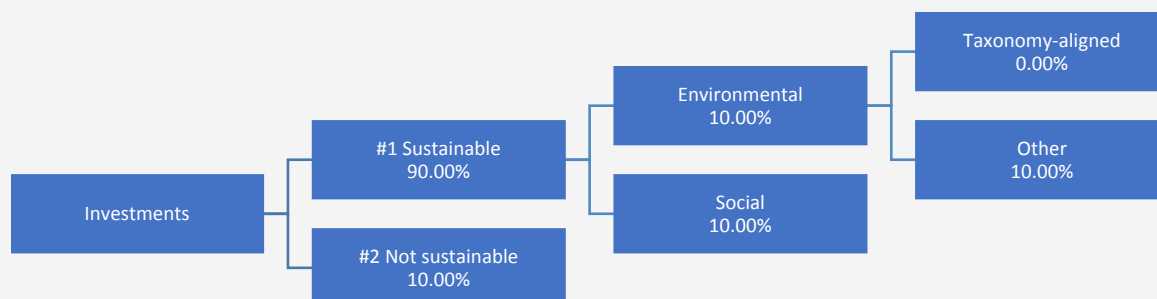 Investments
#1 Sustainable
90.00%
#2 Not sustainable
10.00%
Environmental
10.00%
Social
10.00%
Taxonomy-aligned
0.00%
Other
10.00%